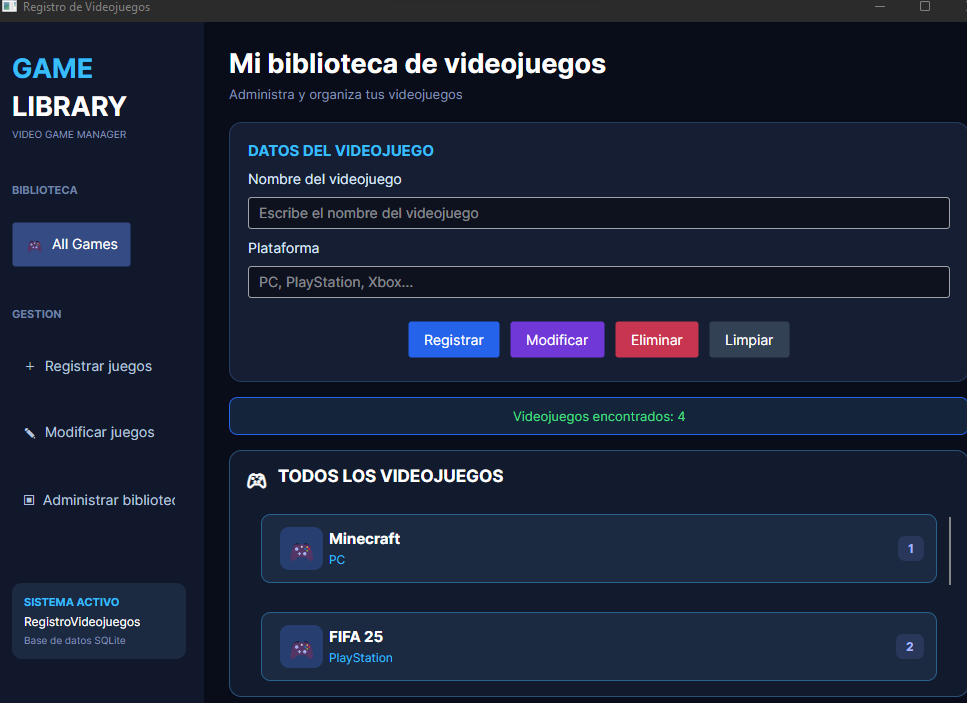 Registro de Videojuegos
GAME
LIBRARY
VIDEO GAME MANAGER
BIBLIOTECA
All Games
GESTION
+ Registrar juegos
Modificar juegos
Administrar bibliotec
SISTEMA ACTIVO
RegistroVideojuegos
Base de datos SQLite
Mi biblioteca de videojuegos
Administra y organiza tus videojuegos
DATOS DEL VIDEOJUEGO
Nombre del videojuego
Escribe el nombre del videojuego
Plataforma
PC, PlayStation, Xbox...
Registrar Modificar Eliminar Limpiar
Videojuegos encontrados: 4
TODOS LOS VIDEOJUEGOS
Minecraft
PC
1
FIFA 25
PlayStation
2